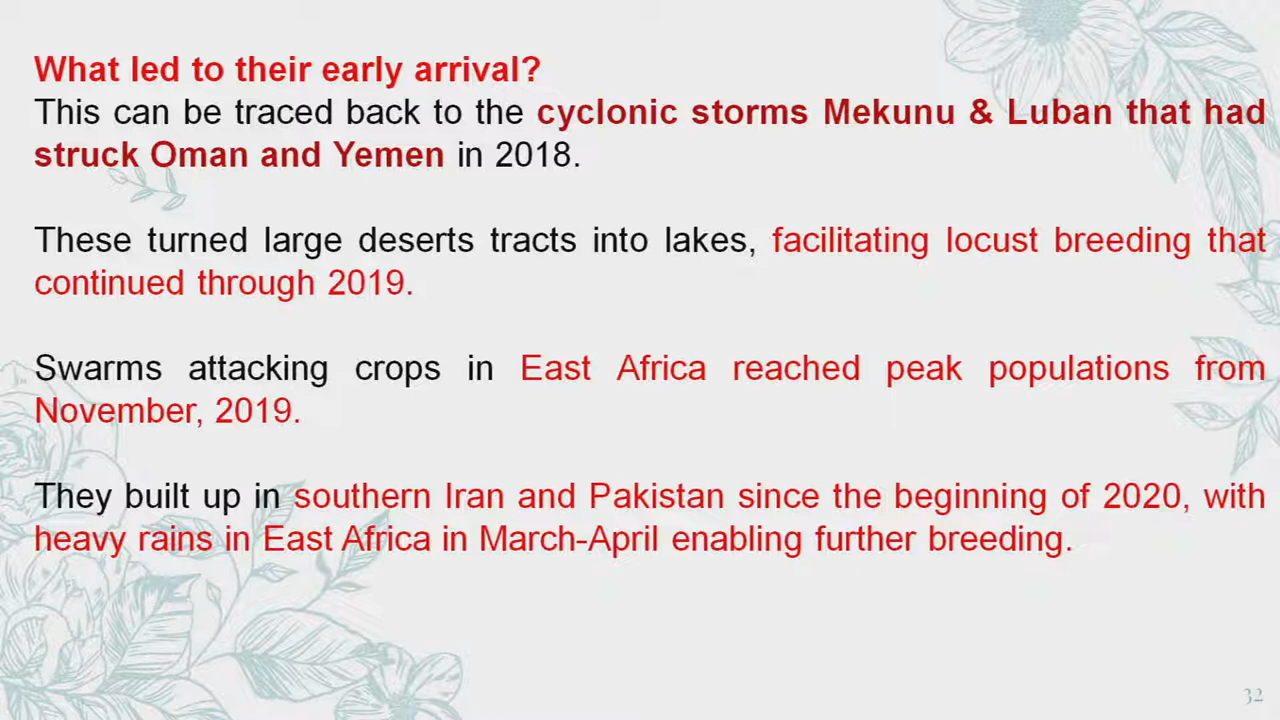 What led to their early arrival?
This can be traced back to the cyclonic storms Mekunu & Luban that had
struck Oman and Yemen in 2018.
These turned large deserts tracts into lakes, facilitating locust breeding that
continued through 2019.
Swarms attacking crops in East Africa reached peak populations from
November, 2019.
They built up in southern Iran and Pakistan since the beginning of 2020, with
heavy rains in East Africa in March-April enabling further breeding.
32